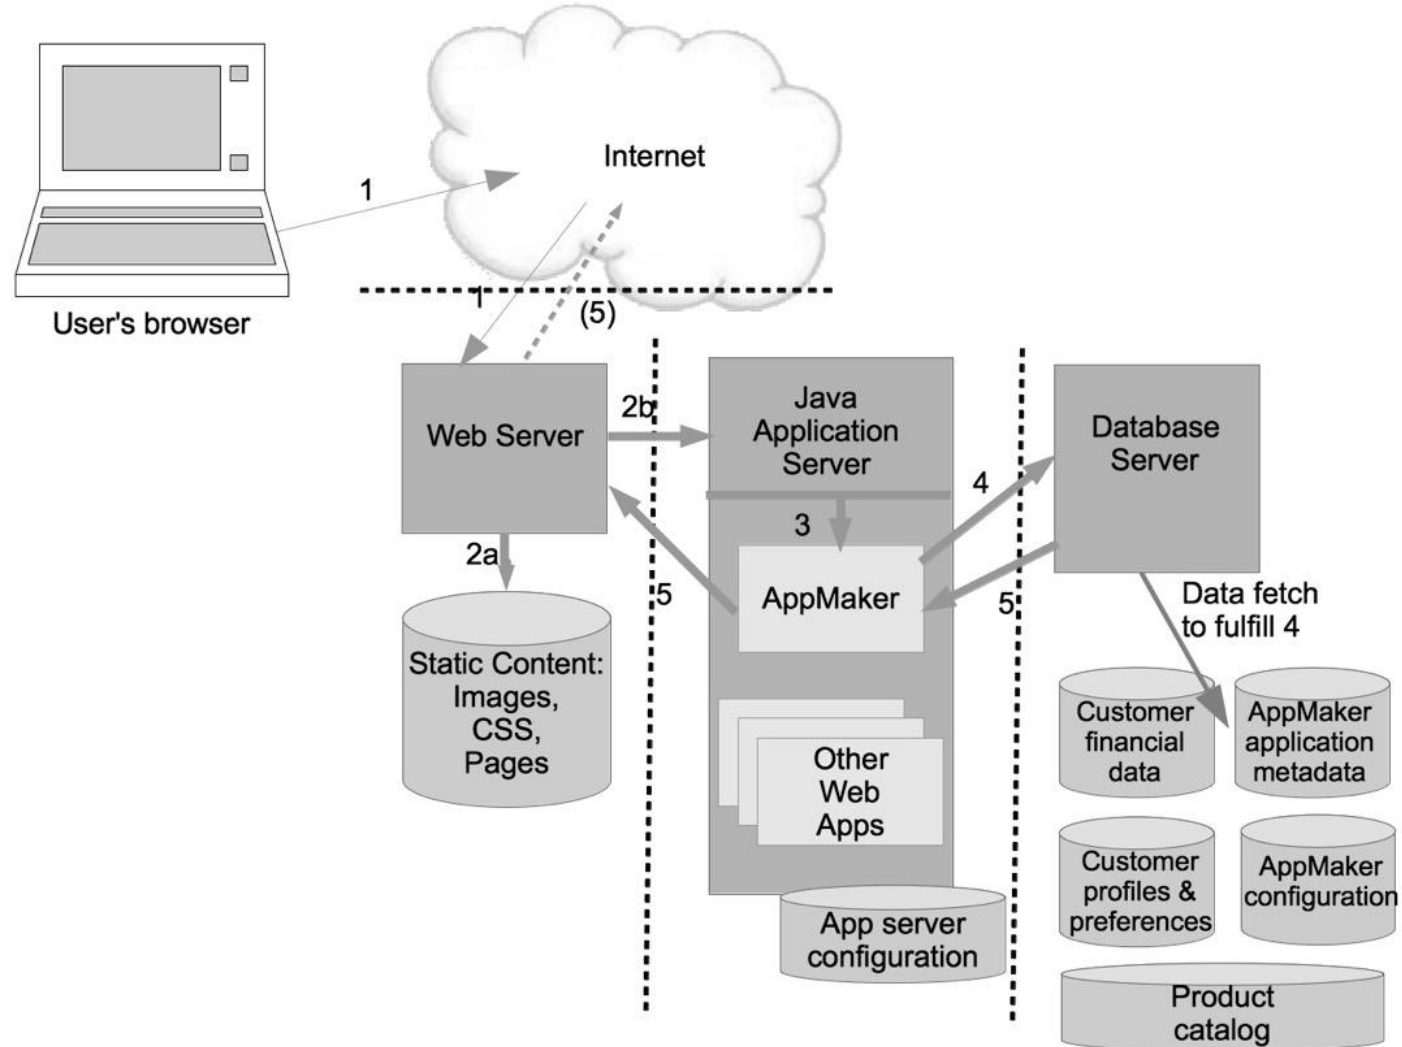 Internet
1
User's browser
1
(5)
Web Server
2b
Java
Application
Server
Database
Server
4
3
2a
AppMaker
5
5
Data fetch
to fulfill 4
Static Content:
Images,
CSS,
Pages
Customer
financial
data
AppMaker
application
metadata
Other
Web
Apps
Customer
profiles &
preferences
AppMaker
configuration
App server
configuration
Product
catalog